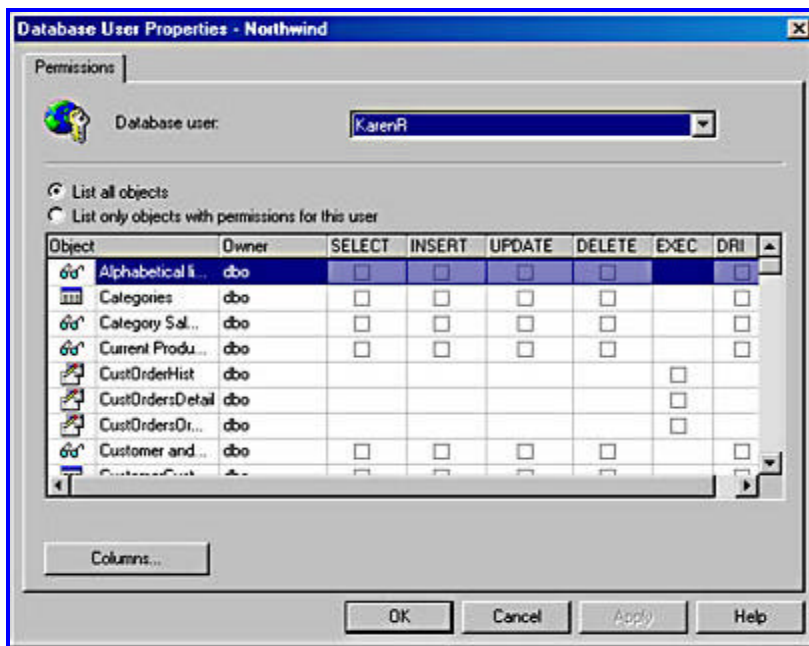 Database User Properties - Northwind
Permissions
Database user: KarenR
List all objects
List only objects with permissions for this user
Object Owner SELECT INSERT UPDATE DELETE EXEC DRI
Alphabetical li... dbo
Categories dbo
Category Sal... dbo
Current Produ... dbo
CustOrderHist dbo
CustOrdersDetail dbo
CustOrdersOr... dbo
Customer and... dbo
Columns...
OK Cancel Apply Help